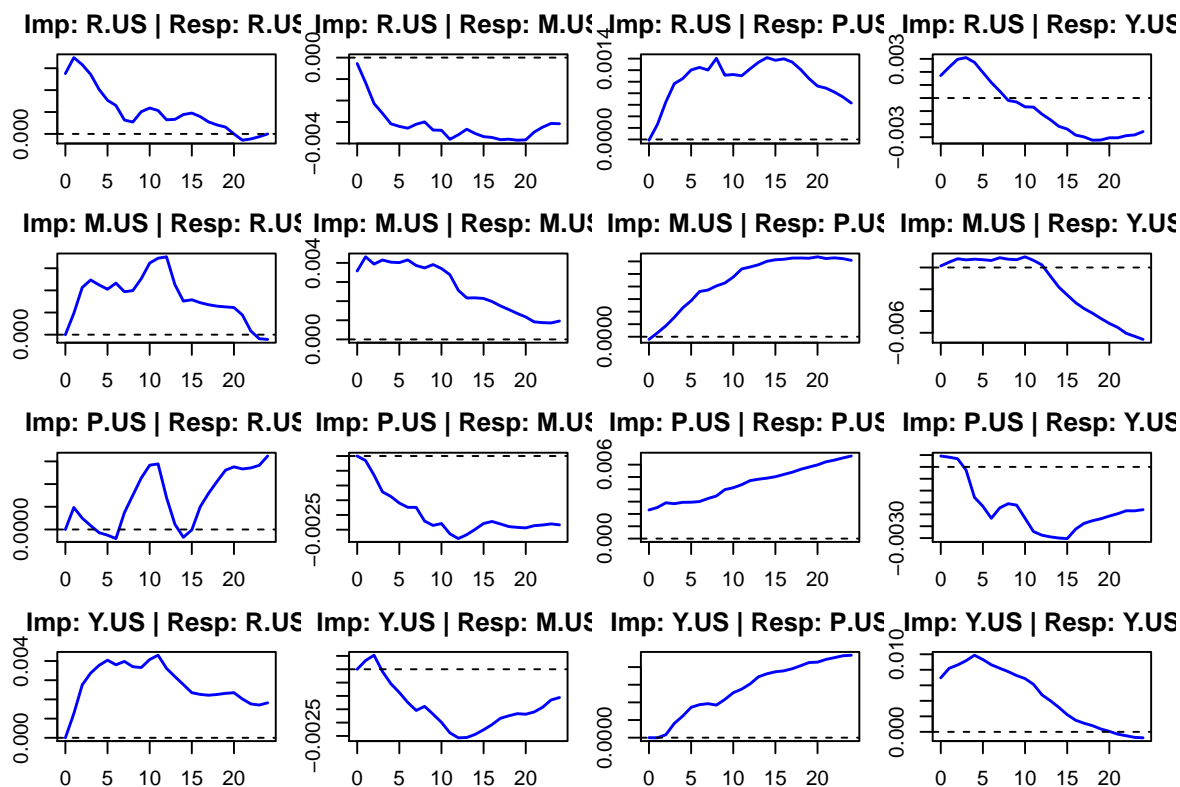 Imp: R.US | Resp: R.US
0.000
0 5 10 15 20
Imp: R.US | Resp: M.US
0.000
-0.004
0 5 10 15 20
Imp: R.US | Resp: P.US
0.0014
0.0000
0 5 10 15 20
Imp: R.US | Resp: Y.US
0.003
-0.003
0 5 10 15 20
Imp: M.US | Resp: R.US
0.000
0 5 10 15 20
Imp: M.US | Resp: M.US
0.004
0.000
0 5 10 15 20
Imp: M.US | Resp: P.US
0.0000
0 5 10 15 20
Imp: M.US | Resp: Y.US
-0.006
0 5 10 15 20
Imp: P.US | Resp: R.US
0.0000
0 5 10 15 20
Imp: P.US | Resp: M.US
-0.0025
0 5 10 15 20
Imp: P.US | Resp: P.US
0.006
0.000
0 5 10 15 20
Imp: P.US | Resp: Y.US
-0.0030
0 5 10 15 20
Imp: Y.US | Resp: R.US
0.004
0.000
0 5 10 15 20
Imp: Y.US | Resp: M.US
-0.0025
0 5 10 15 20
Imp: Y.US | Resp: P.US
0.0000
0 5 10 15 20
Imp: Y.US | Resp: Y.US
0.010
0.000
0 5 10 15 20